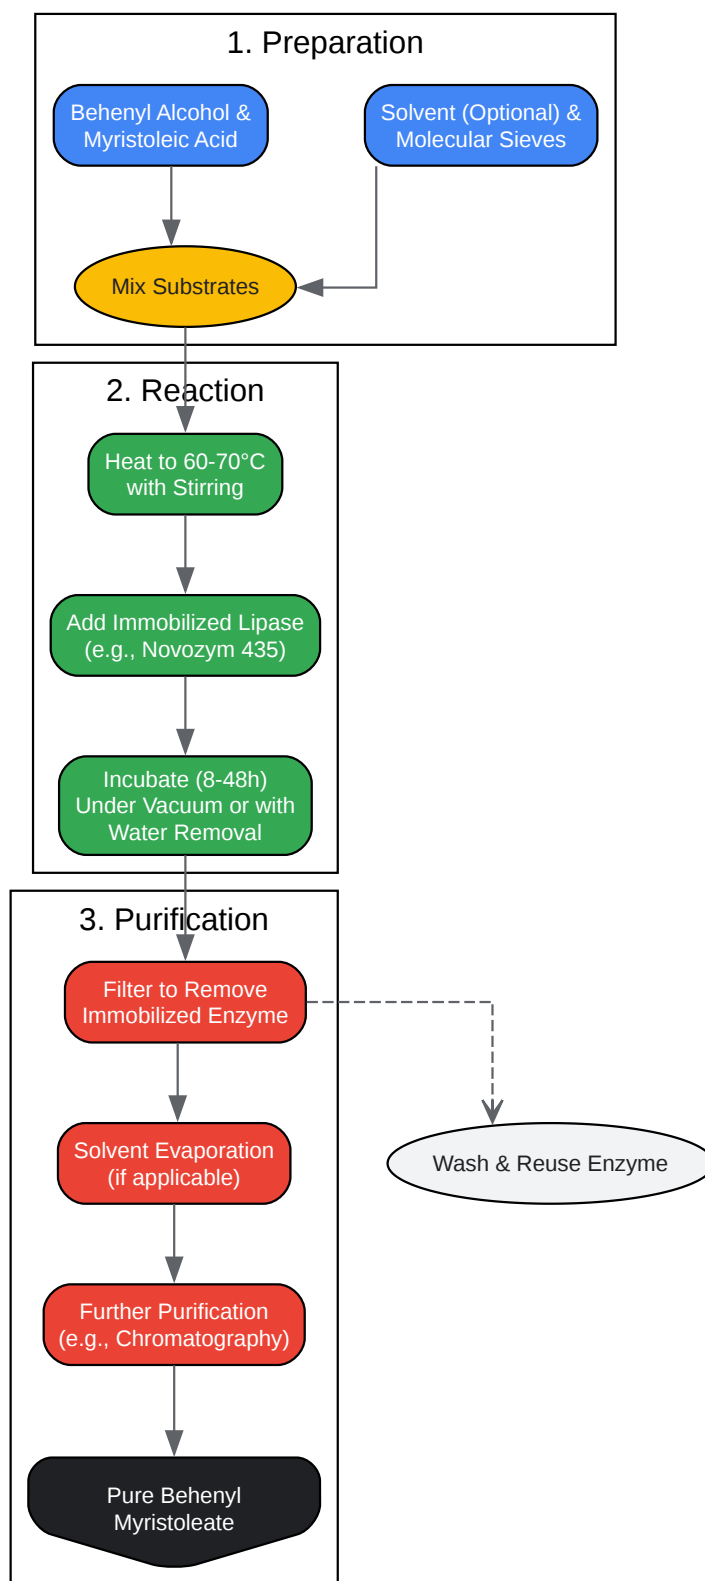 1. Preparation
Behenyl Alcohol &
Myristoleic Acid
Solvent (Optional) &
Molecular Sieves
Mix Substrates
2. Reaction
Heat to 60-70°C
with Stirring
Add Immobilized Lipase
(e.g., Novozym 435)
Incubate (8-48h)
Under Vacuum or with
Water Removal
3. Purification
Filter to Remove
Immobilized Enzyme
Wash & Reuse Enzyme
Solvent Evaporation
(if applicable)
Further Purification
(e.g., Chromatography)
Pure Behenyl
Myristoleate